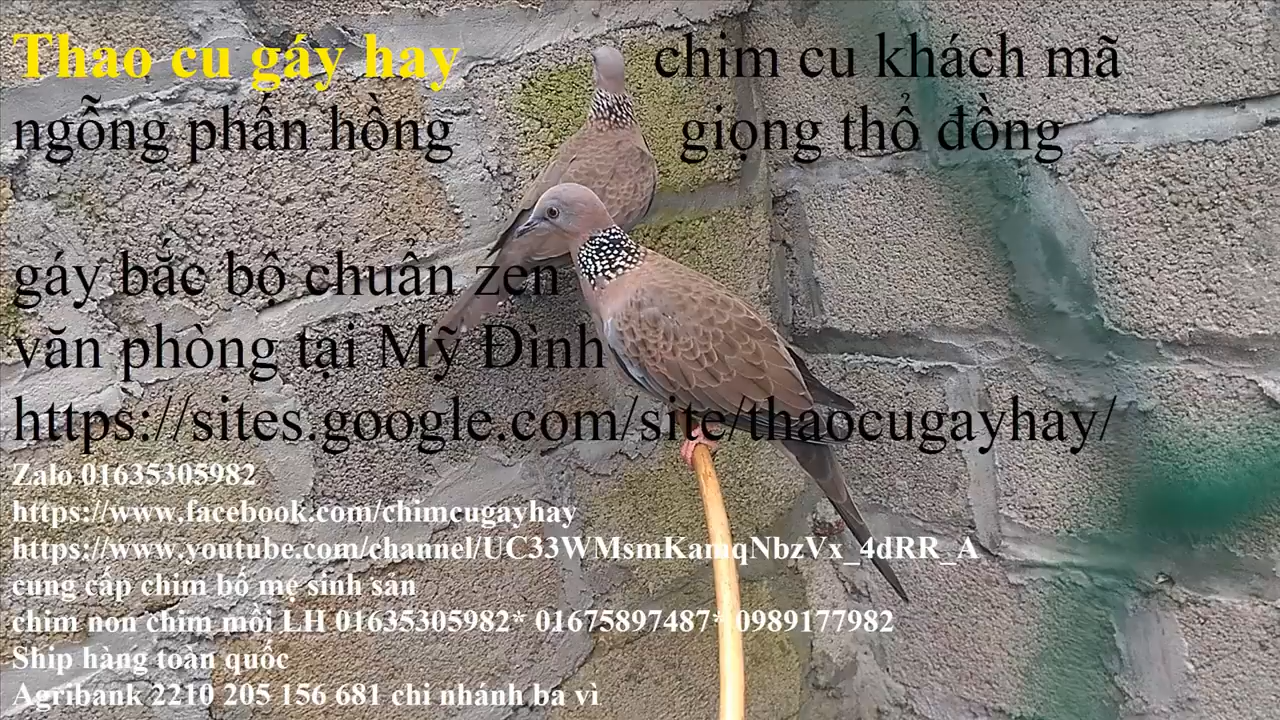 Thao cu gáy hay chim cu khách mã
ngỗng phấn hồng giọng thổ đồng
gáy bắc bộ chuẩn zen
văn phòng tại Mỹ Đình
https://sites.google.com/site/thaocugayhay/
Zalo 01635305982
https://www.facebook.com/chimcugayhay
https://www.youtube.com/channel/UC33WMsmKamqNbzVx_4dRR_A
cung cấp chim bố mẹ sinh sản
chim non chim mồi LH 01635305982* 01675897487* 0989177982
Ship hàng toàn quốc
Agribank 2210 205 156 681 chi nhánh ba vì